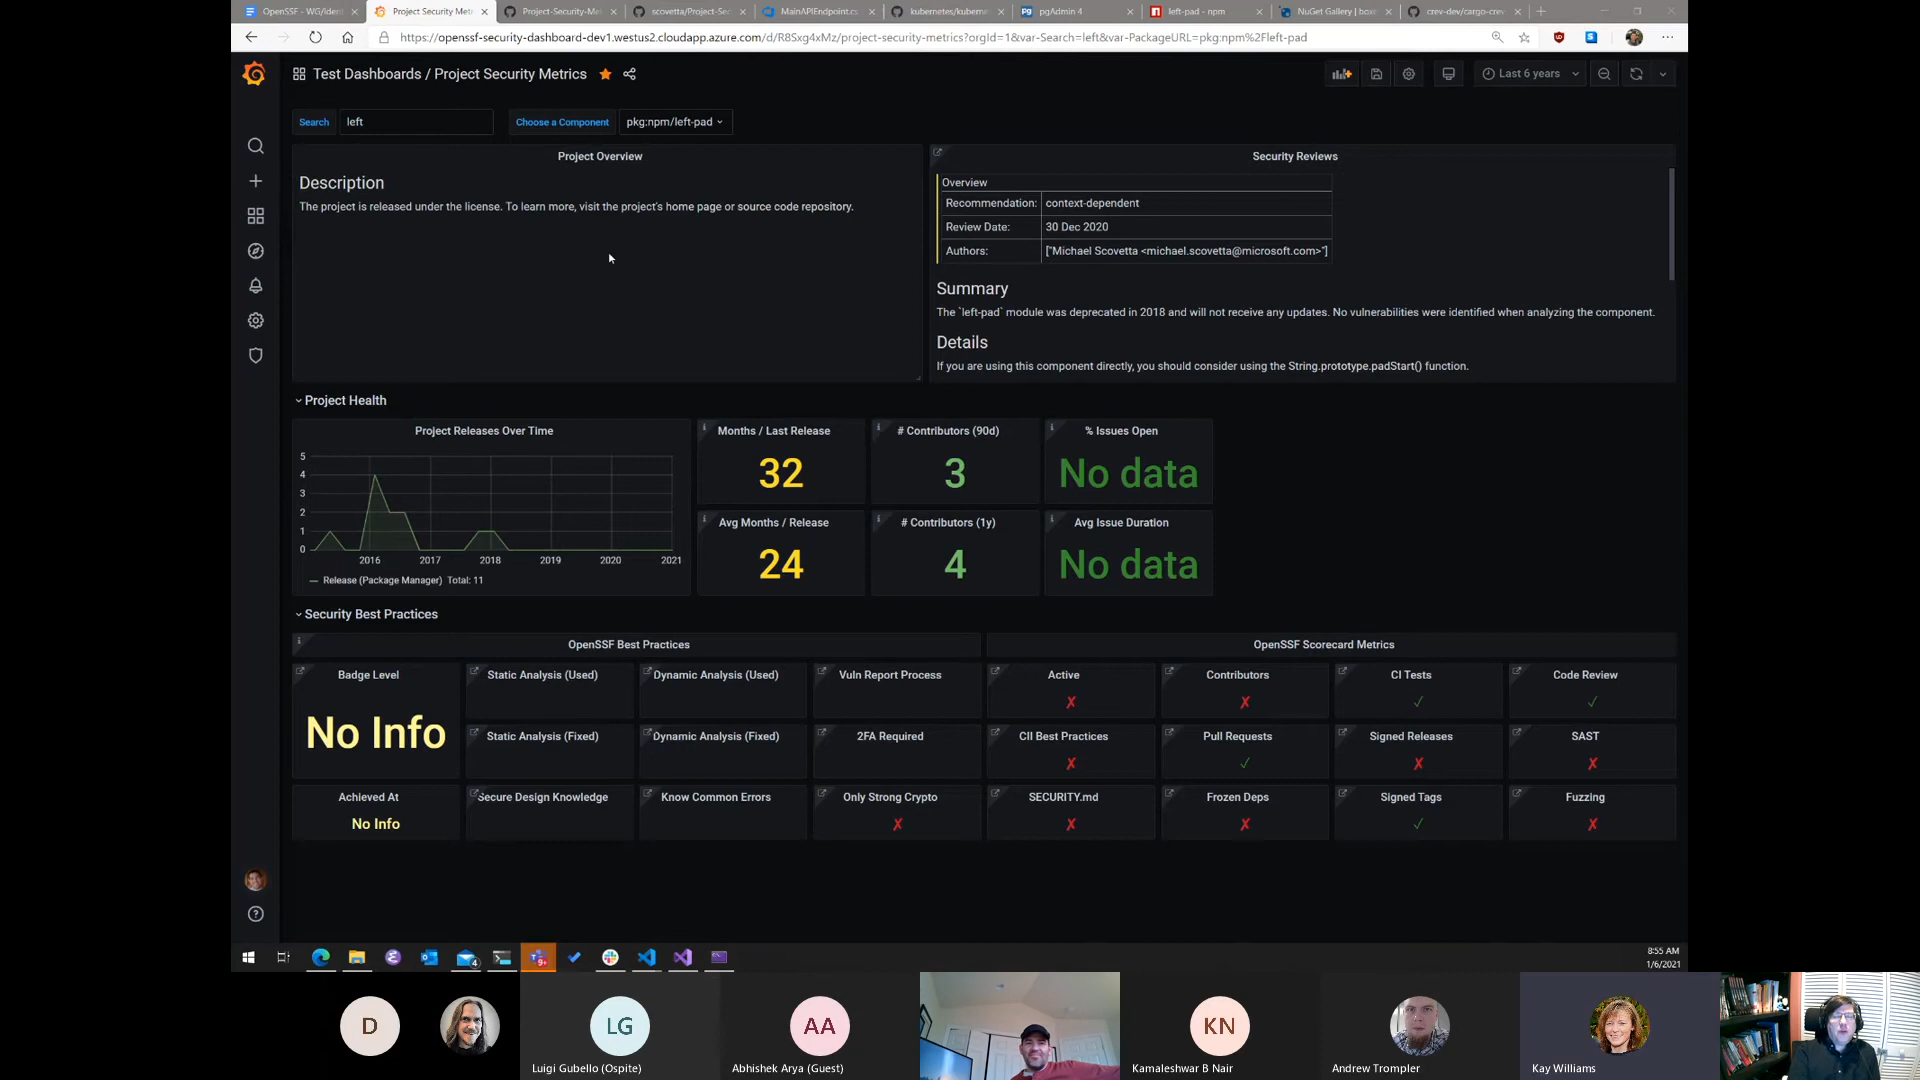 OpenSSF - WG/iden
Project Security Metr
Project-Security-Me
scovetta/Project-Sec
MainAPIEndpoint.cs
kubernetes/kuberne
pgAdmin 4
left-pad - npm
NuGet Gallery | boxe
crev-dev/cargo-crev
https://openssf-security-dashboard-dev1.westus2.cloudapp.azure.com/d/R8Sxg4xMz/project-security-metrics?orgId=1&var-Search=left&var-PackageURL=pkg:npm%2Fleft-pad
Test Dashboards / Project Security Metrics
Last 6 years
Search
left
Choose a Component
pkg:npm/left-pad
Project Overview
Description
The project is released under the license. To learn more, visit the project's home page or source code repository.
Security Reviews
Overview
Recommendation: context-dependent
Review Date: 30 Dec 2020
Authors: ["Michael Scovetta <michael.scovetta@microsoft.com>"]
Summary
The `left-pad` module was deprecated in 2018 and will not receive any updates. No vulnerabilities were identified when analyzing the component.
Details
If you are using this component directly, you should consider using the String.prototype.padStart() function.
Project Health
Project Releases Over Time
5
4
3
2
1
0
2016 2017 2018 2019 2020 2021
Release (Package Manager) Total: 11
Months / Last Release
32
# Contributors (90d)
3
% Issues Open
No data
Avg Months / Release
24
# Contributors (1y)
4
Avg Issue Duration
No data
Security Best Practices
OpenSSF Best Practices
OpenSSF Scorecard Metrics
Badge Level
No Info
Static Analysis (Used)
Dynamic Analysis (Used)
Vuln Report Process
Active
✗
Contributors
✗
CI Tests
✓
Code Review
✓
Static Analysis (Fixed)
Dynamic Analysis (Fixed)
2FA Required
CII Best Practices
✗
Pull Requests
✓
Signed Releases
✗
SAST
✗
Achieved At
No Info
Secure Design Knowledge
Know Common Errors
Only Strong Crypto
✗
SECURITY.md
✗
Frozen Deps
✗
Signed Tags
✓
Fuzzing
✗
8:55 AM
1/6/2021
D
LG
Luigi Gubello (Ospite)
AA
Abhishek Arya (Guest)
KN
Kamaleshwar B Nair
Andrew Trompler
Kay Williams